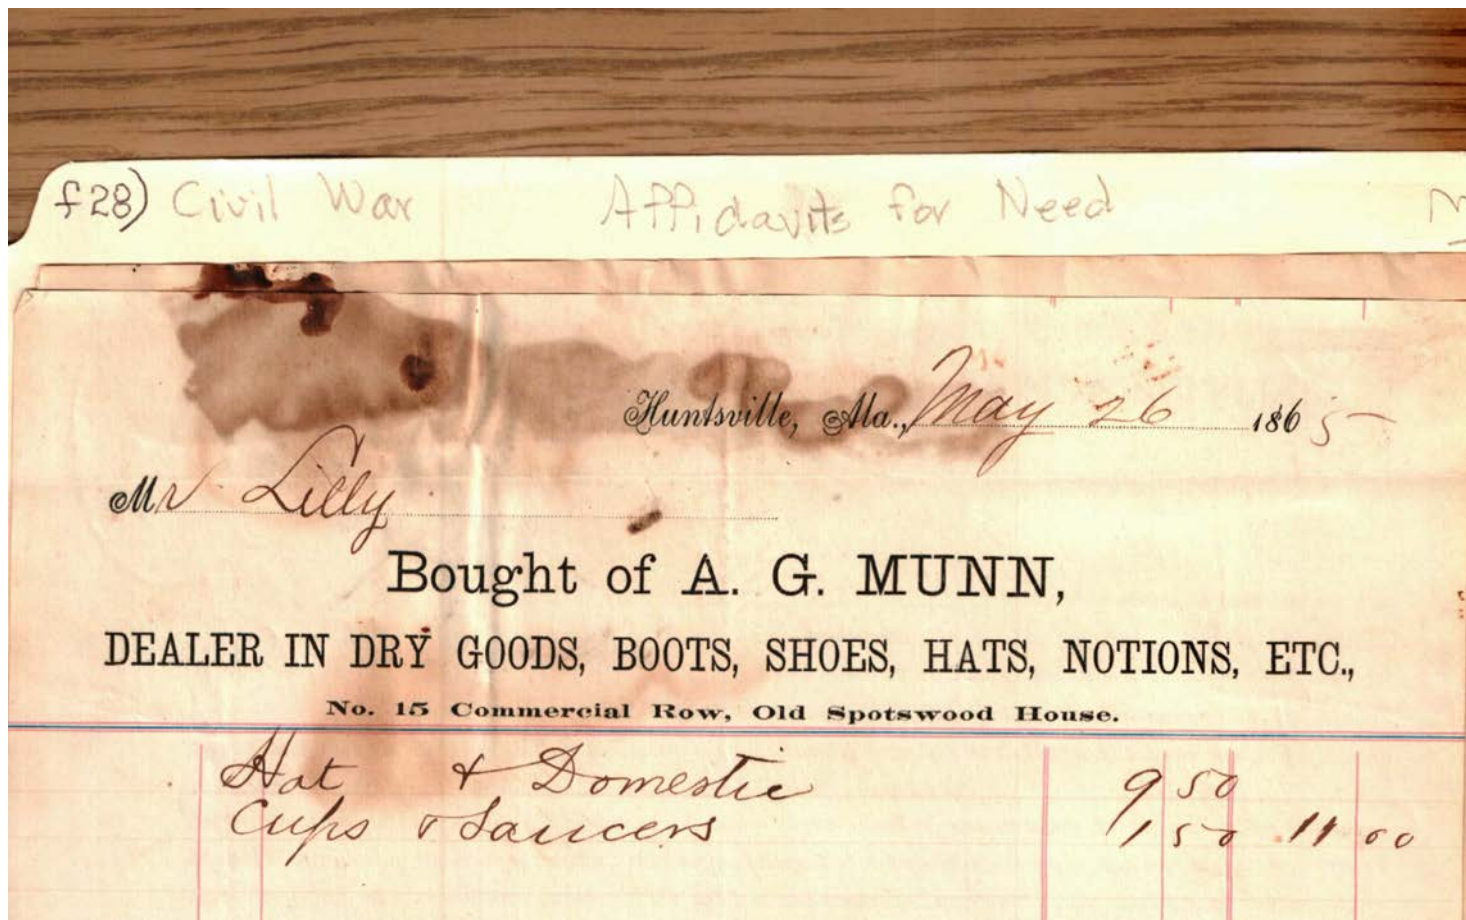 f28) Civil War Affidavits for Need
Huntsville, Ala., May 26 1865
Mr Lilly
Bought of A. G. MUNN,
DEALER IN DRY GOODS, BOOTS, SHOES, HATS, NOTIONS, ETC.,
No. 15 Commercial Row, Old Spotswood House.
Hat & Domestic 9 50
Cups & Saucers 1 50 11 00